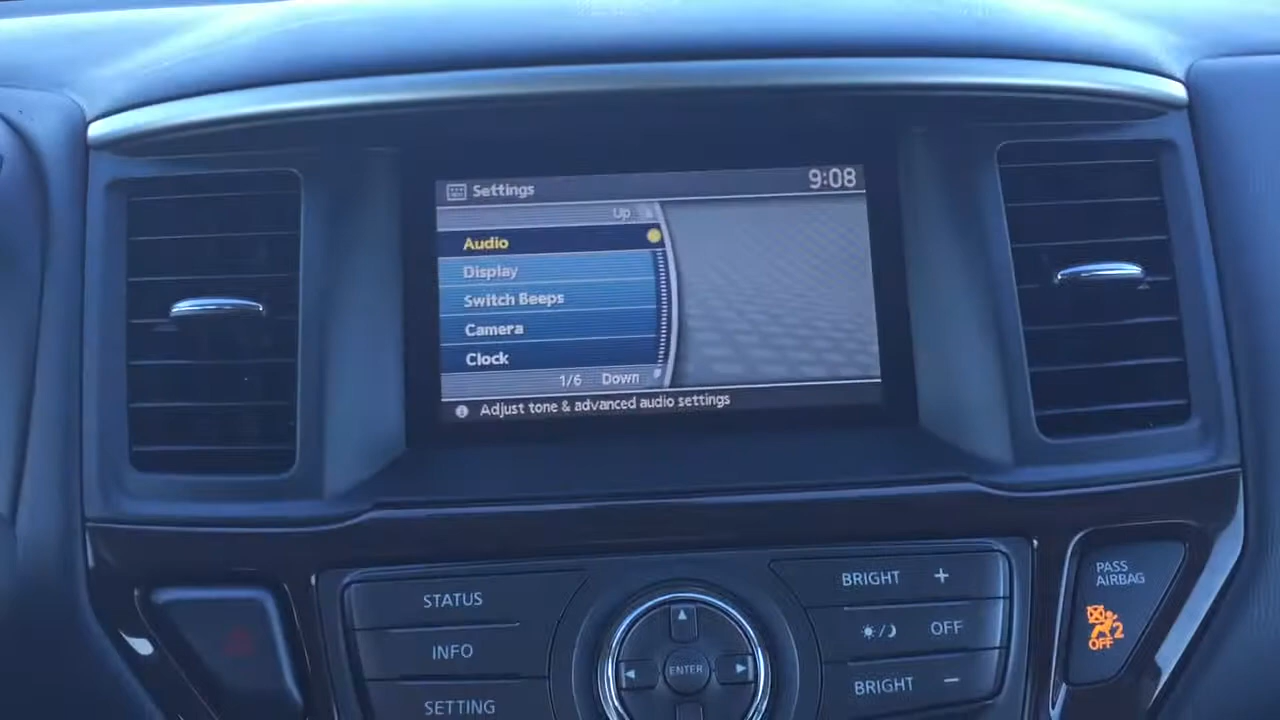 Settings
9:08
Up
Audio
Display
Switch Beeps
Camera
Clock
1/6 Down
Adjust tone & advanced audio settings
STATUS
INFO
SETTING
ENTER
BRIGHT +
OFF
BRIGHT −
PASS
AIRBAG
2
OFF